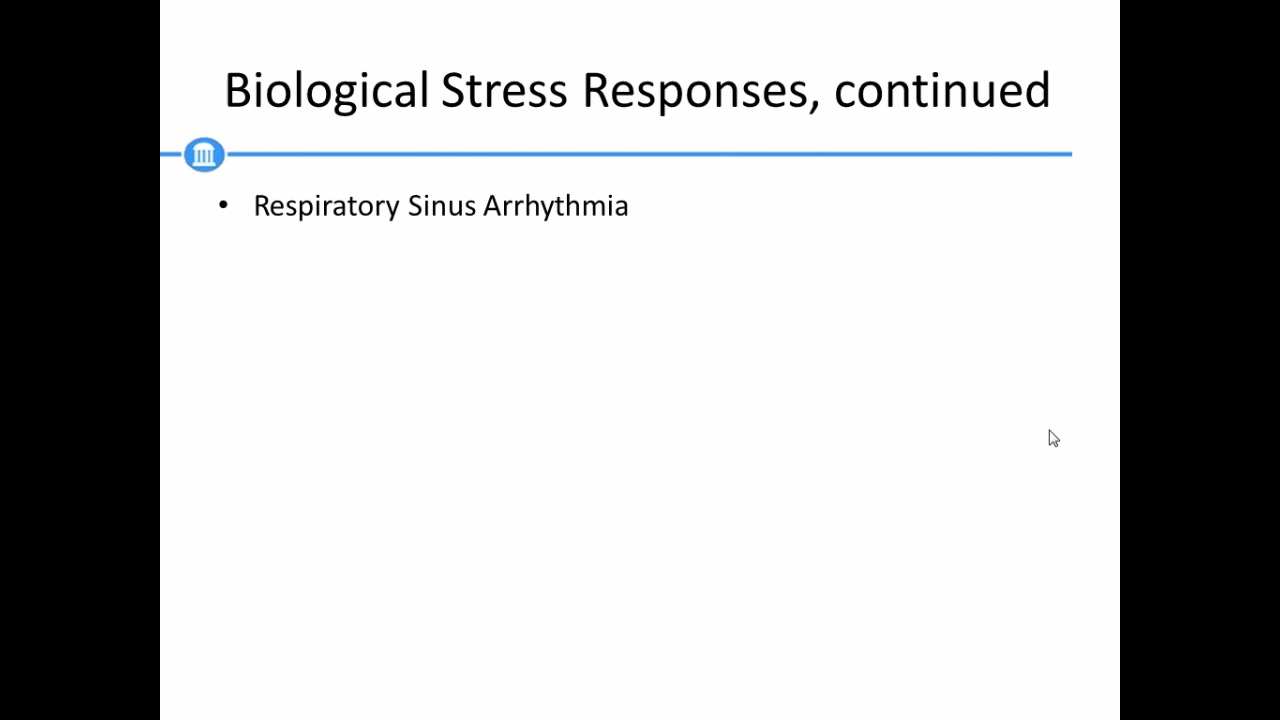 Biological Stress Responses, continued
• Respiratory Sinus Arrhythmia